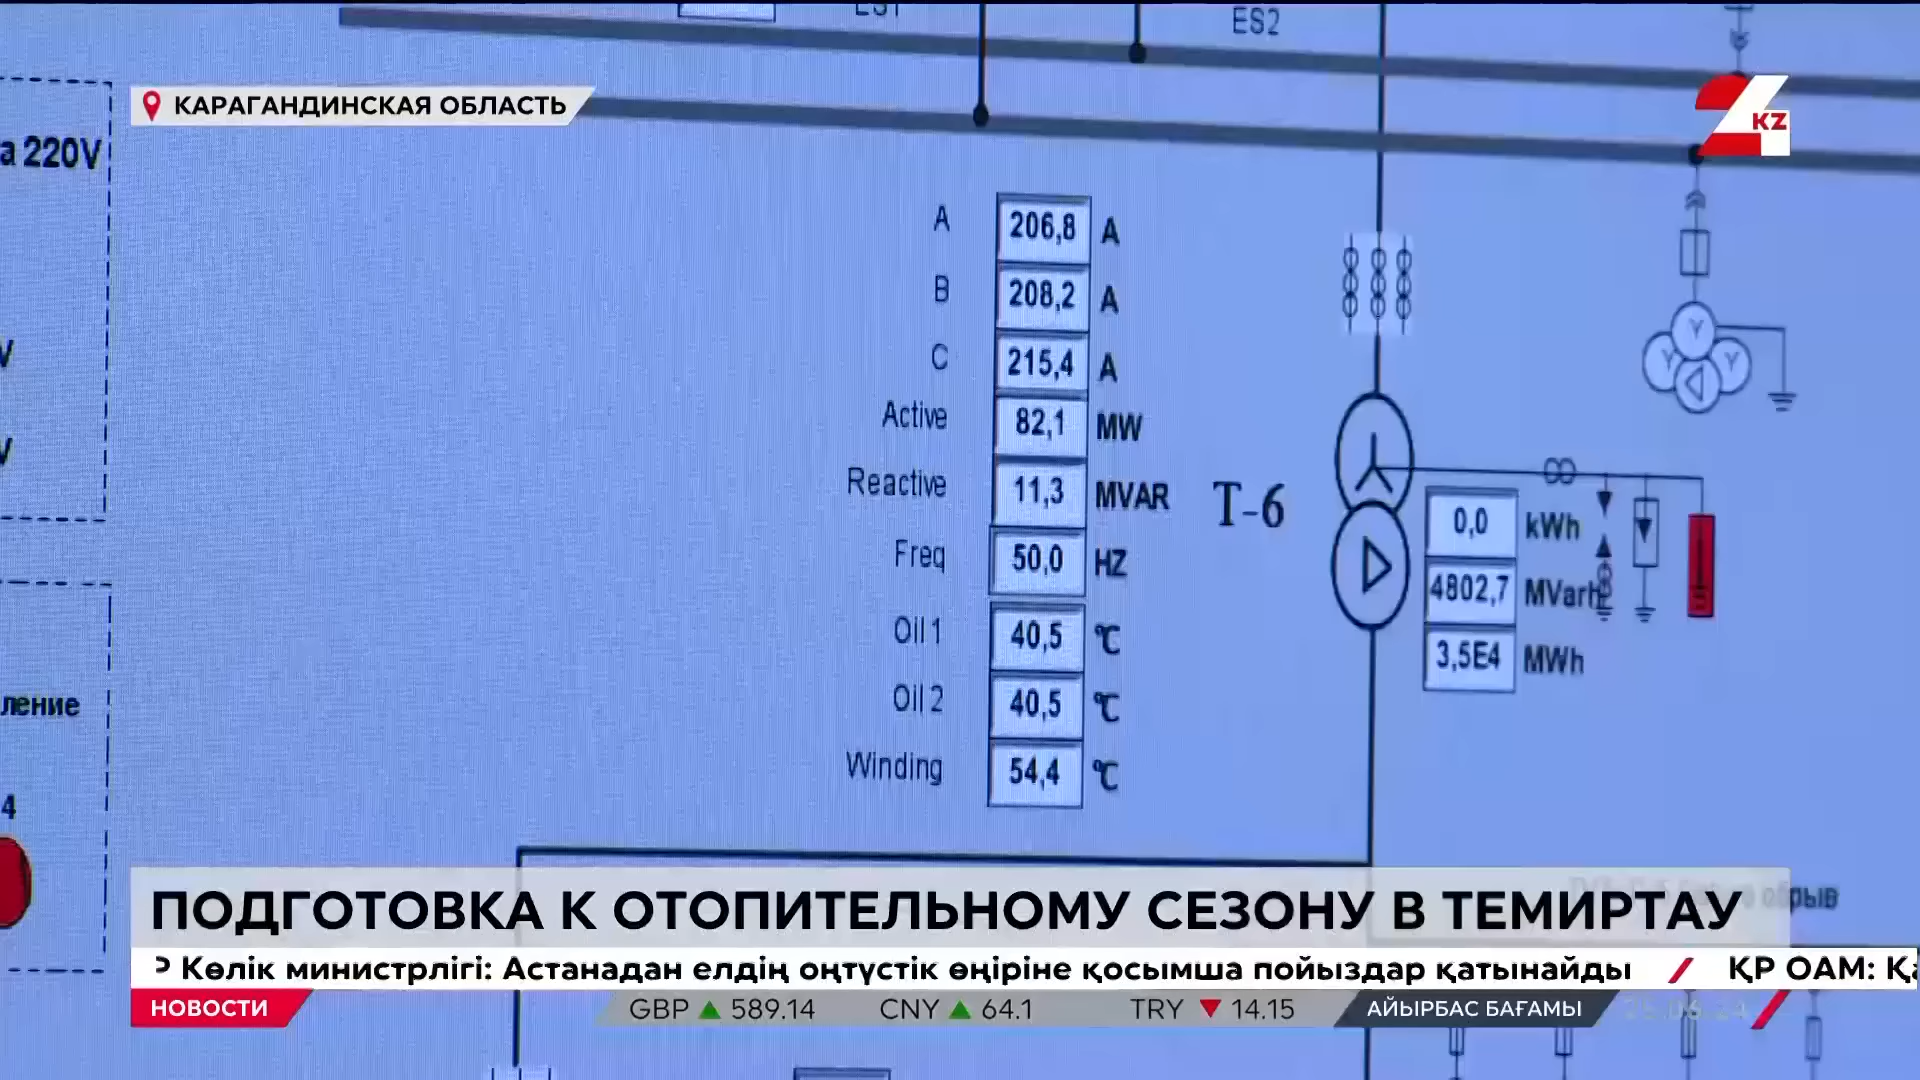 ES2
КАРАГАНДИНСКАЯ ОБЛАСТЬ
24
KZ
а 220V
A 206,8 A
B 208,2 A
C 215,4 A
Active 82,1 MW
Reactive 11,3 MVAR
Freq 50,0 HZ
Oil 1 40,5 ℃
Oil 2 40,5 ℃
Winding 54,4 ℃
T-6
0,0 kWh
4802,7 MVarh
3,5E4 MWh
ление
4
обрыв
ПОДГОТОВКА К ОТОПИТЕЛЬНОМУ СЕЗОНУ В ТЕМИРТАУ
Көлік министрлігі: Астанадан елдің оңтүстік өңіріне қосымша пойыздар қатынайды / ҚР ОАМ:
НОВОСТИ GBP ▲ 589.14 CNY ▲ 64.1 TRY ▼ 14.15 АЙЫРБАС БАҒАМЫ